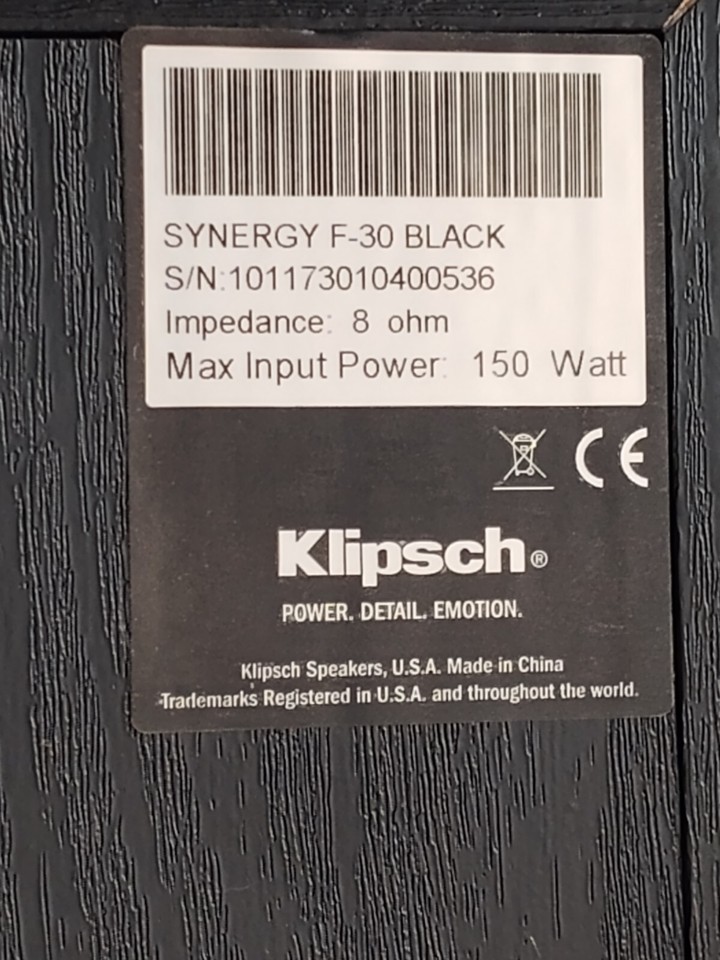 SYNERGY F-30 BLACK
S/N:101173010400536
Impedance: 8 ohm
Max Input Power: 150 Watt
CE
Klipsch®
POWER. DETAIL. EMOTION.
Klipsch Speakers, U.S.A. Made in China
Trademarks Registered in U.S.A. and throughout the world.